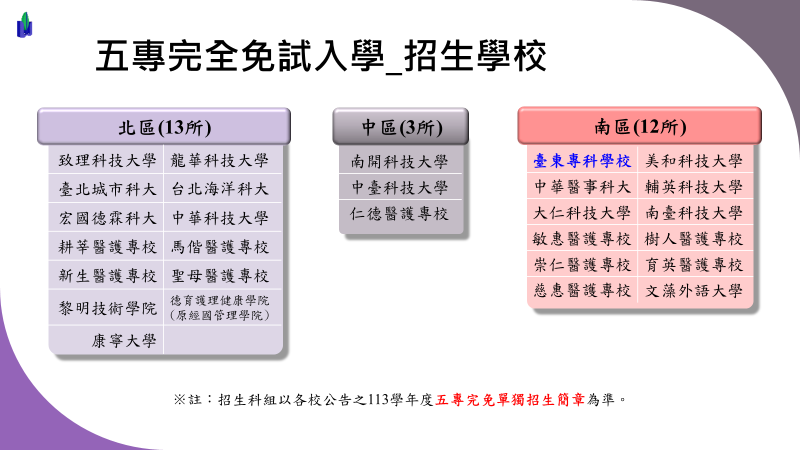 五專完全免試入學_招生學校
北區(13所)
致理科技大學 龍華科技大學
臺北城市科大 台北海洋科大
宏國德霖科大 中華科技大學
耕莘醫護專校 馬偕醫護專校
新生醫護專校 聖母醫護專校
黎明技術學院 德育護理健康學院
（原經國管理學院）
康寧大學
中區(3所)
南開科技大學
中臺科技大學
仁德醫護專校
南區(12所)
臺東專科學校 美和科技大學
中華醫事科大 輔英科技大學
大仁科技大學 南臺科技大學
敏惠醫護專校 樹人醫護專校
崇仁醫護專校 育英醫護專校
慈惠醫護專校 文藻外語大學
※註：招生科組以各校公告之113學年度五專完免單獨招生簡章為準。